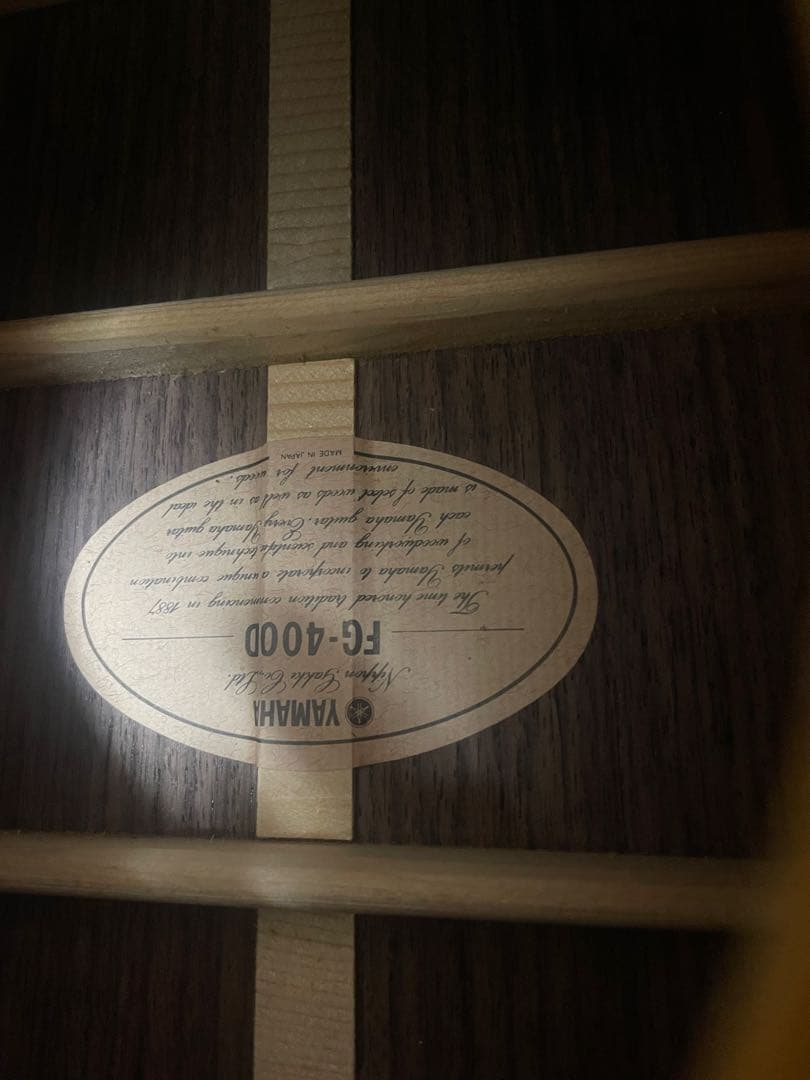 YAMAHA
Nippon Gakki Co., Ltd.
FG-400D
The time honored tradition commencing in 1887
permits Yamaha to incorporate a unique combination
of woodworking and scientific technique into
each Yamaha guitar. Every Yamaha guitar
is made of select woods as well as in the ideal
environment for woods.
MADE IN JAPAN